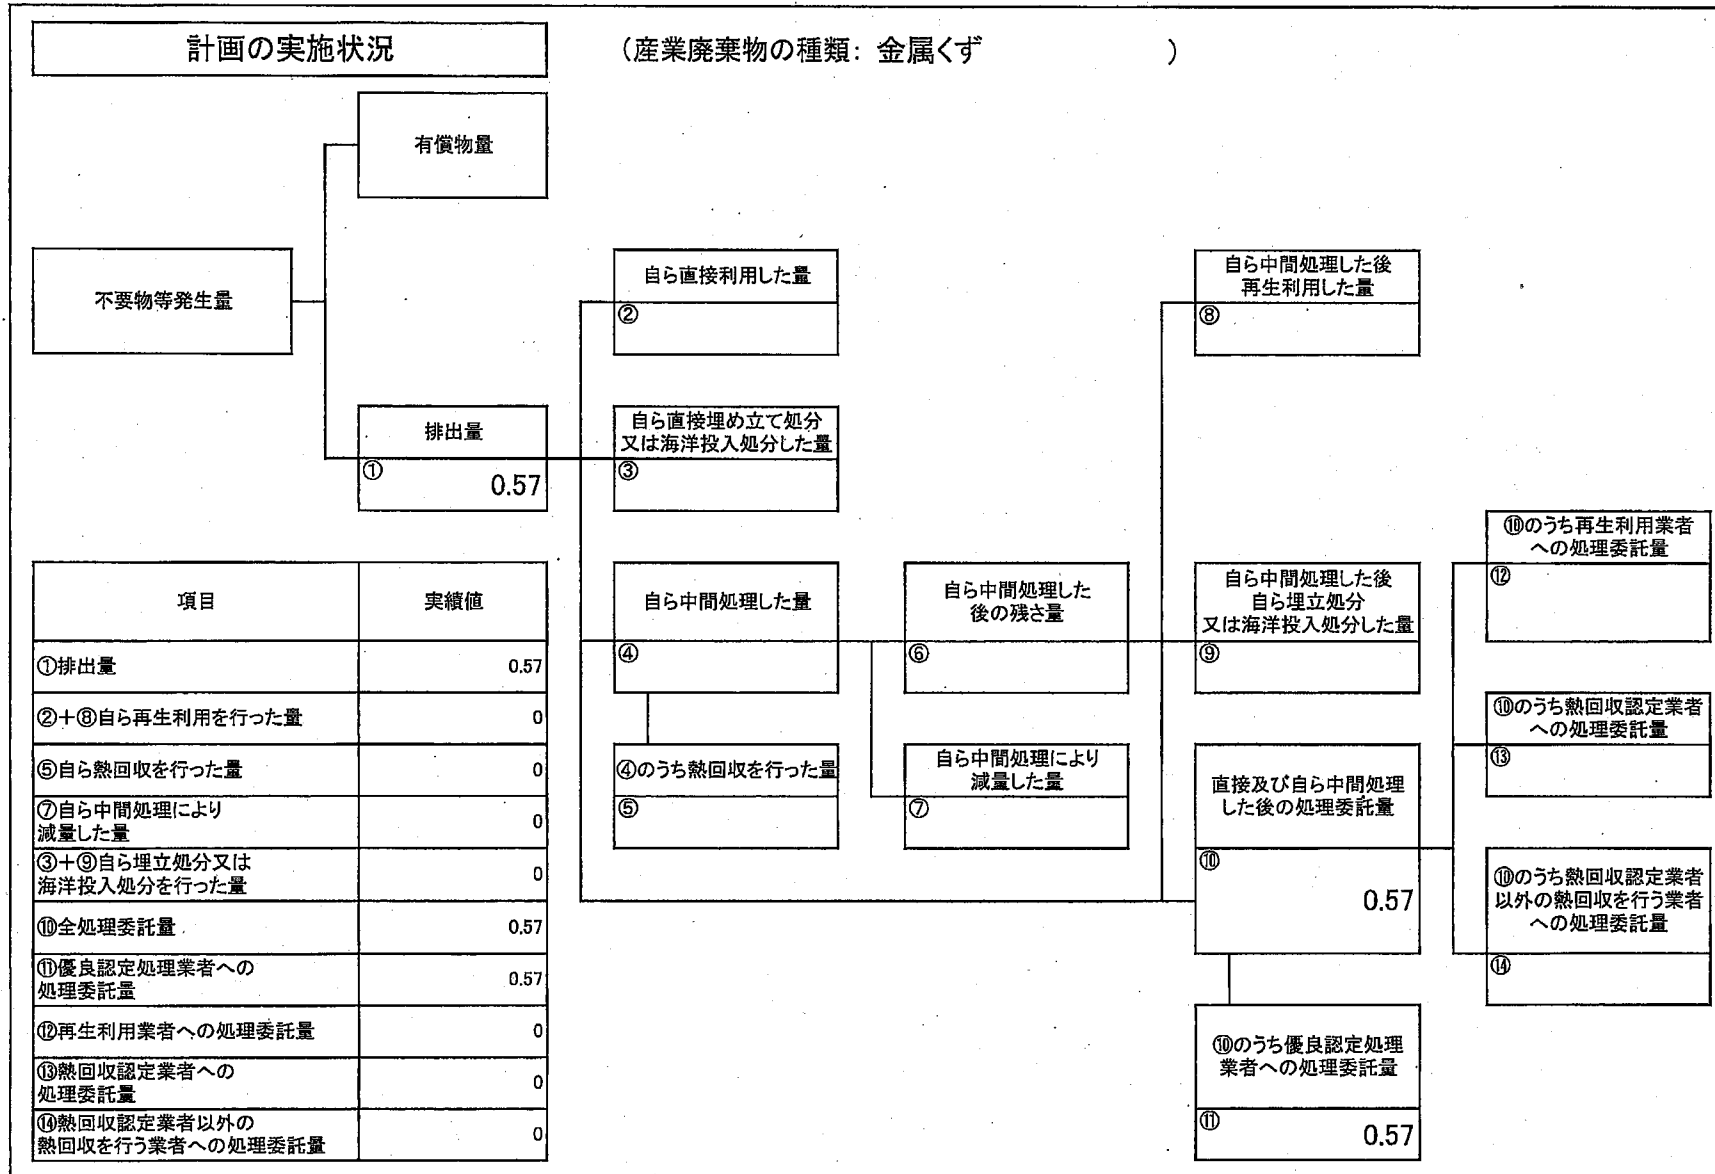 計画の実施状況
（産業廃棄物の種類：金属くず　　　　　　）
有償物量
不要物等発生量
排出量
① 0.57
自ら直接利用した量
②
自ら直接埋め立て処分
又は海洋投入処分した量
③
自ら中間処理した量
④
④のうち熱回収を行った量
⑤
自ら中間処理した
後の残さ量
⑥
自ら中間処理により
減量した量
⑦
自ら中間処理した後
再生利用した量
⑧
自ら中間処理した後
自ら埋立処分
又は海洋投入処分した量
⑨
直接及び自ら中間処理
した後の処理委託量
⑩
0.57
⑩のうち優良認定処理
業者への処理委託量
⑪
0.57
⑩のうち再生利用業者
への処理委託量
⑫
⑩のうち熱回収認定業者
への処理委託量
⑬
⑩のうち熱回収認定業者
以外の熱回収を行う業者
への処理委託量
⑭
項目 実績値
①排出量 0.57
②＋⑧自ら再生利用を行った量 0
⑤自ら熱回収を行った量 0
⑦自ら中間処理により
減量した量 0
③＋⑨自ら埋立処分又は
海洋投入処分を行った量 0
⑩全処理委託量 0.57
⑪優良認定処理業者への
処理委託量 0.57
⑫再生利用業者への処理委託量 0
⑬熱回収認定業者への
処理委託量 0
⑭熱回収認定業者以外の
熱回収を行う業者への処理委託量 0